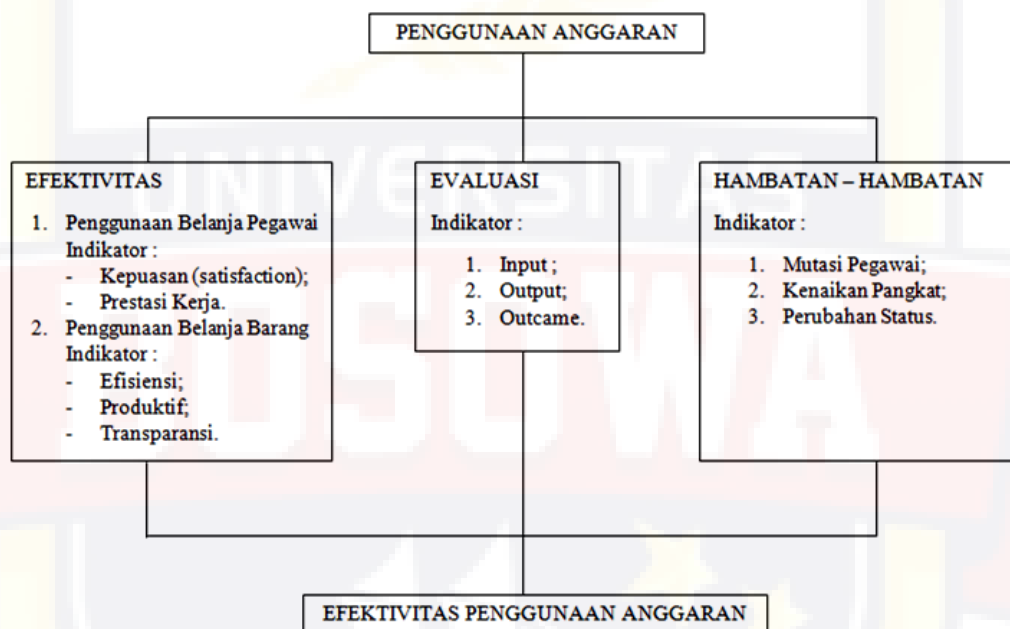 PENGGUNAAN ANGGARAN
EFEKTIVITAS
1. Penggunaan Belanja Pegawai
Indikator :
- Kepuasan (satisfaction);
- Prestasi Kerja.
2. Penggunaan Belanja Barang
Indikator :
- Efisiensi;
- Produktif;
- Transparansi.
EVALUASI
Indikator :
1. Input ;
2. Output;
3. Outcame.
HAMBATAN – HAMBATAN
Indikator :
1. Mutasi Pegawai;
2. Kenaikan Pangkat;
3. Perubahan Status.
EFEKTIVITAS PENGGUNAAN ANGGARAN
UNIVERSITAS
BOSOWA